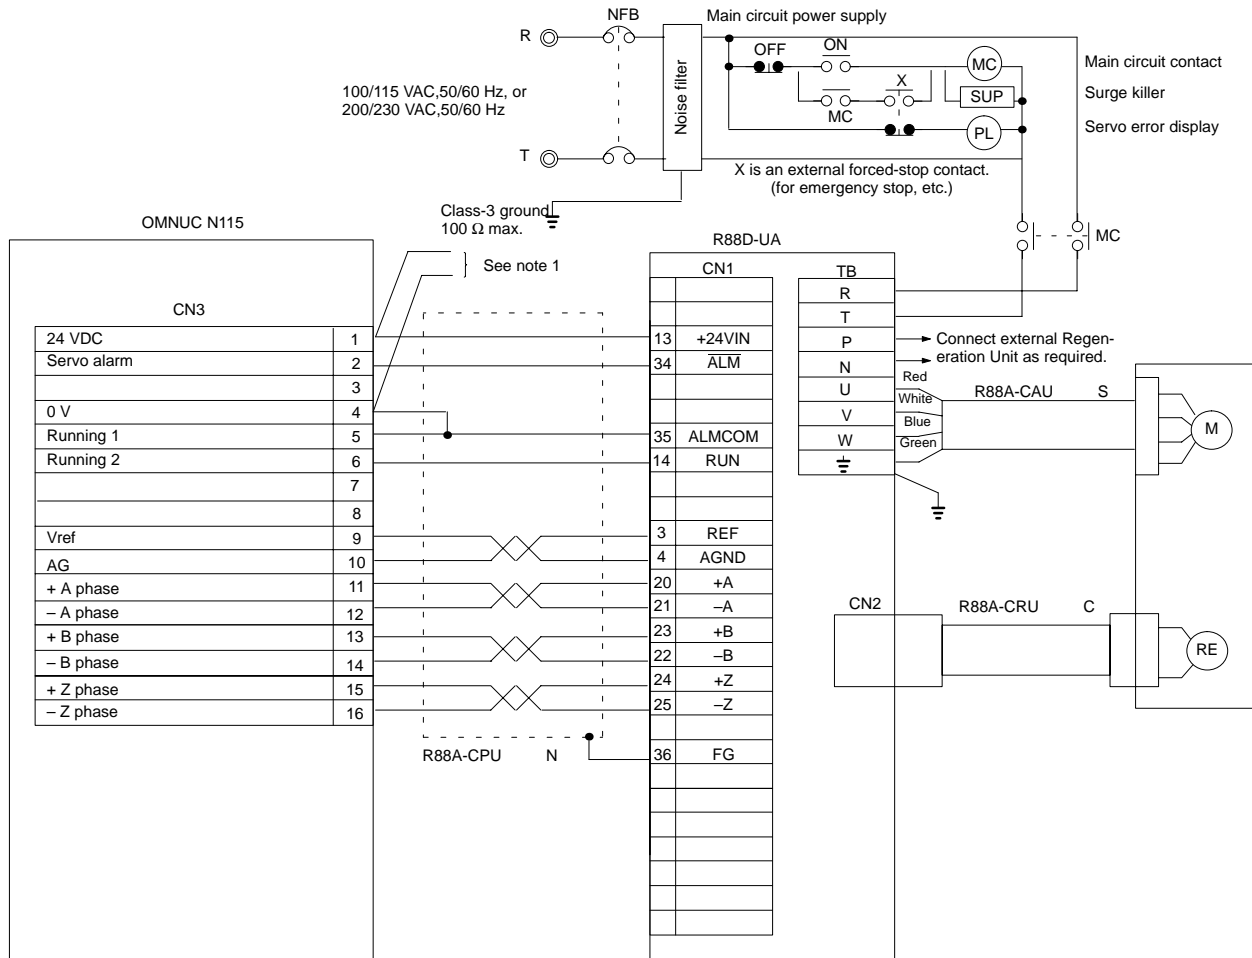 NFB
Main circuit power supply
R
OFF
ON
MC
Main circuit contact
100/115 VAC,50/60 Hz, or
200/230 VAC,50/60 Hz
Noise filter
X
SUP
Surge killer
MC
PL
Servo error display
T
X is an external forced-stop contact.
(for emergency stop, etc.)
Class-3 ground
100 Ω max.
MC
OMNUC N115
See note 1
R88D-UA
CN3
24 VDC 1
Servo alarm 2
3
0 V 4
Running 1 5
Running 2 6
7
8
Vref 9
AG 10
+ A phase 11
– A phase 12
+ B phase 13
– B phase 14
+ Z phase 15
– Z phase 16
R88A-CPU N
CN1
13 +24VIN
34 ALM
35 ALMCOM
14 RUN
3 REF
4 AGND
20 +A
21 –A
23 +B
22 –B
24 +Z
25 –Z
36 FG
TB
R
T
P
N
U
V
W
Connect external Regen-
eration Unit as required.
Red
White
Blue
Green
R88A-CAU S
M
CN2
R88A-CRU C
RE